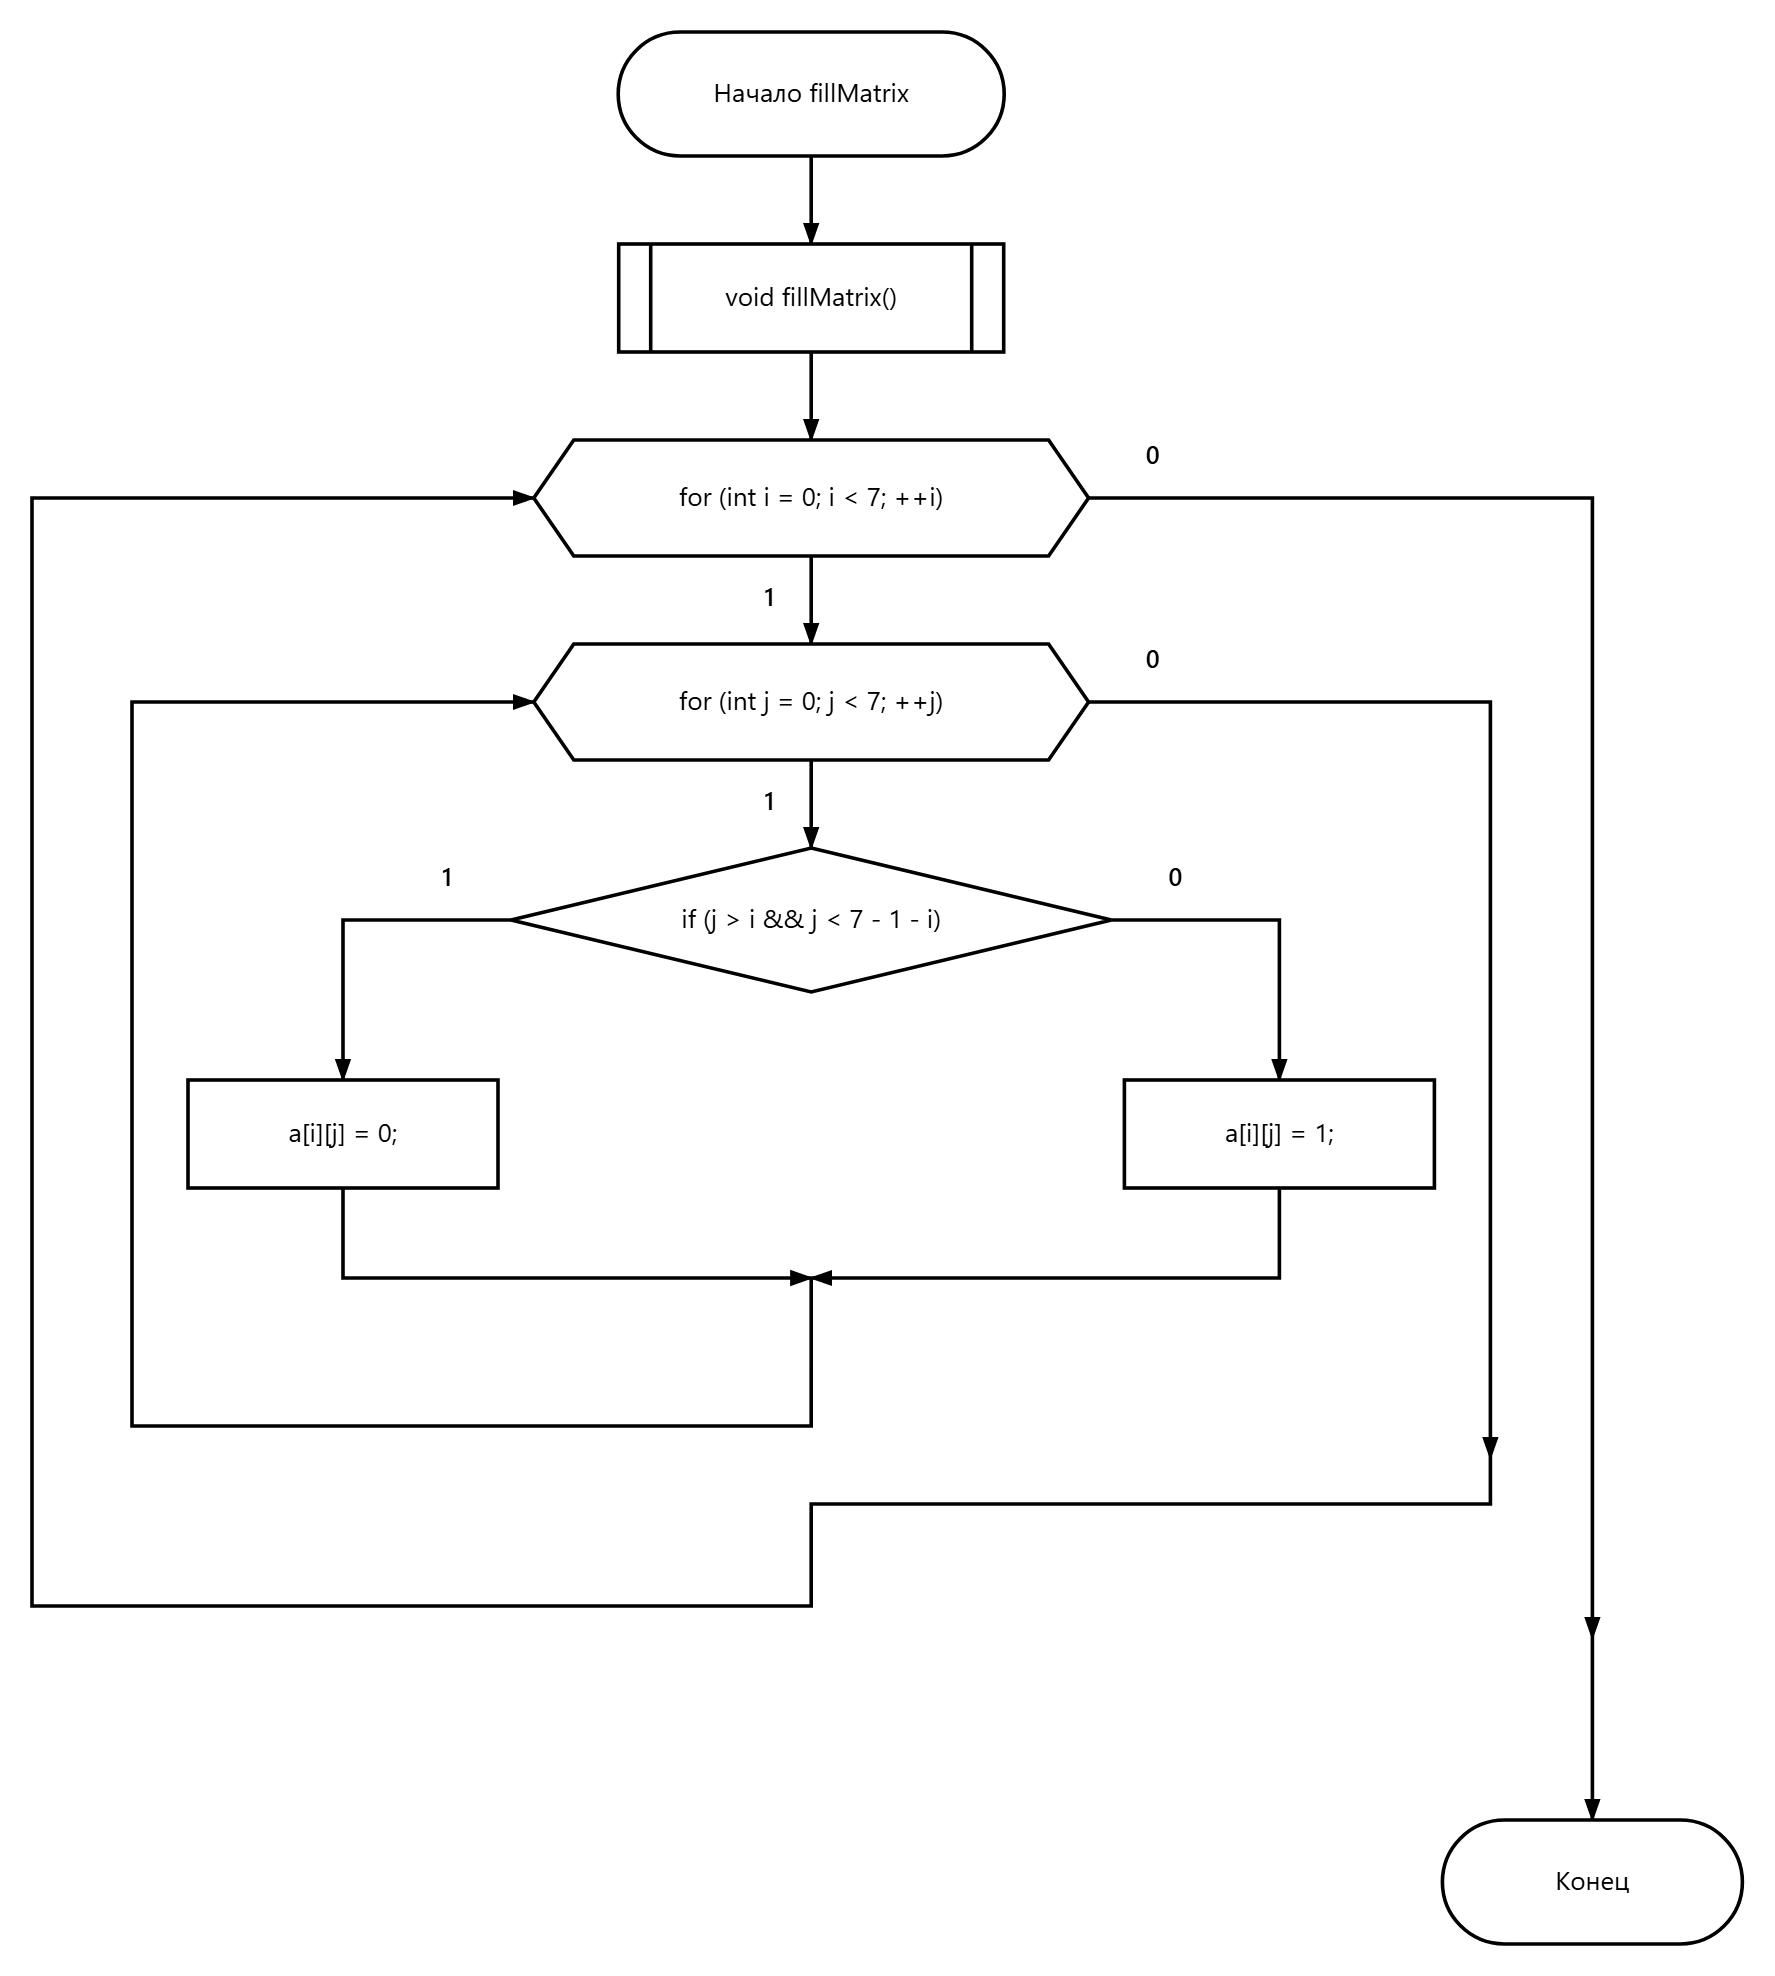 Начало fillMatrix
void fillMatrix()
0
for (int i = 0; i < 7; ++i)
1
0
for (int j = 0; j < 7; ++j)
1
1
0
if (j > i && j < 7 - 1 - i)
a[i][j] = 0;
a[i][j] = 1;
Конец